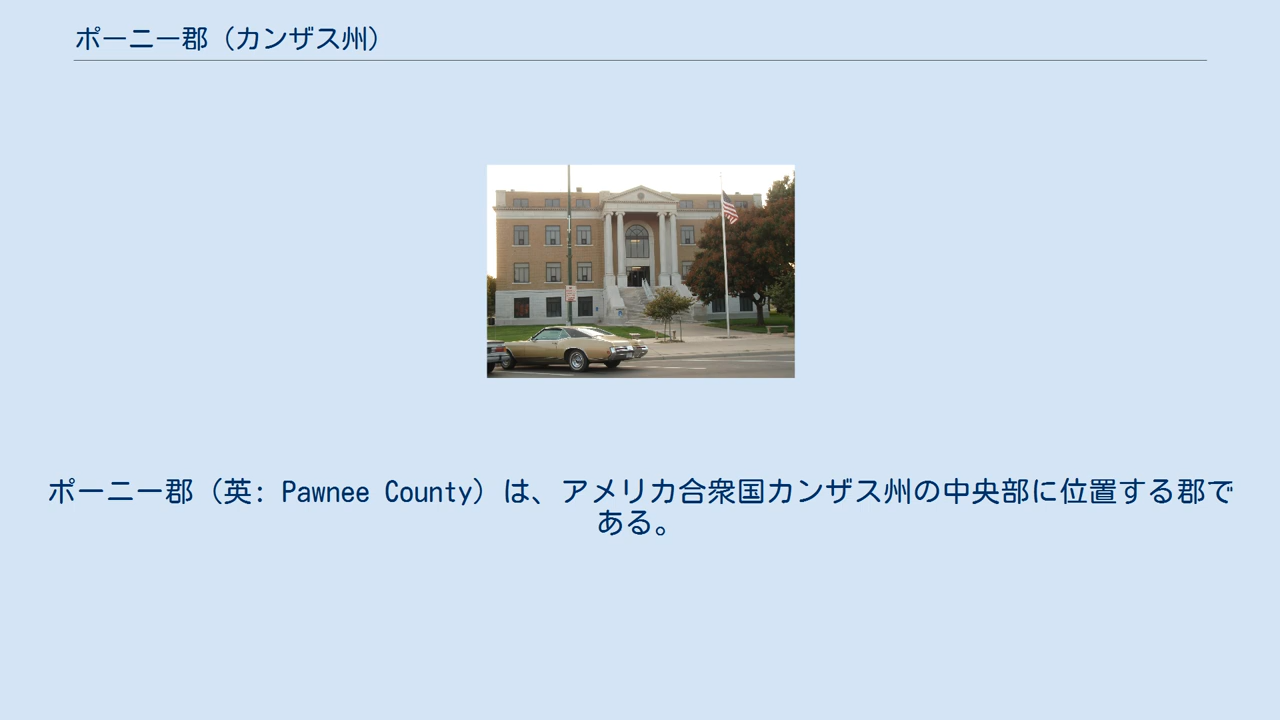 ポーニー郡（カンザス州）
ポーニー郡（英: Pawnee County）は、アメリカ合衆国カンザス州の中央部に位置する郡で
ある。